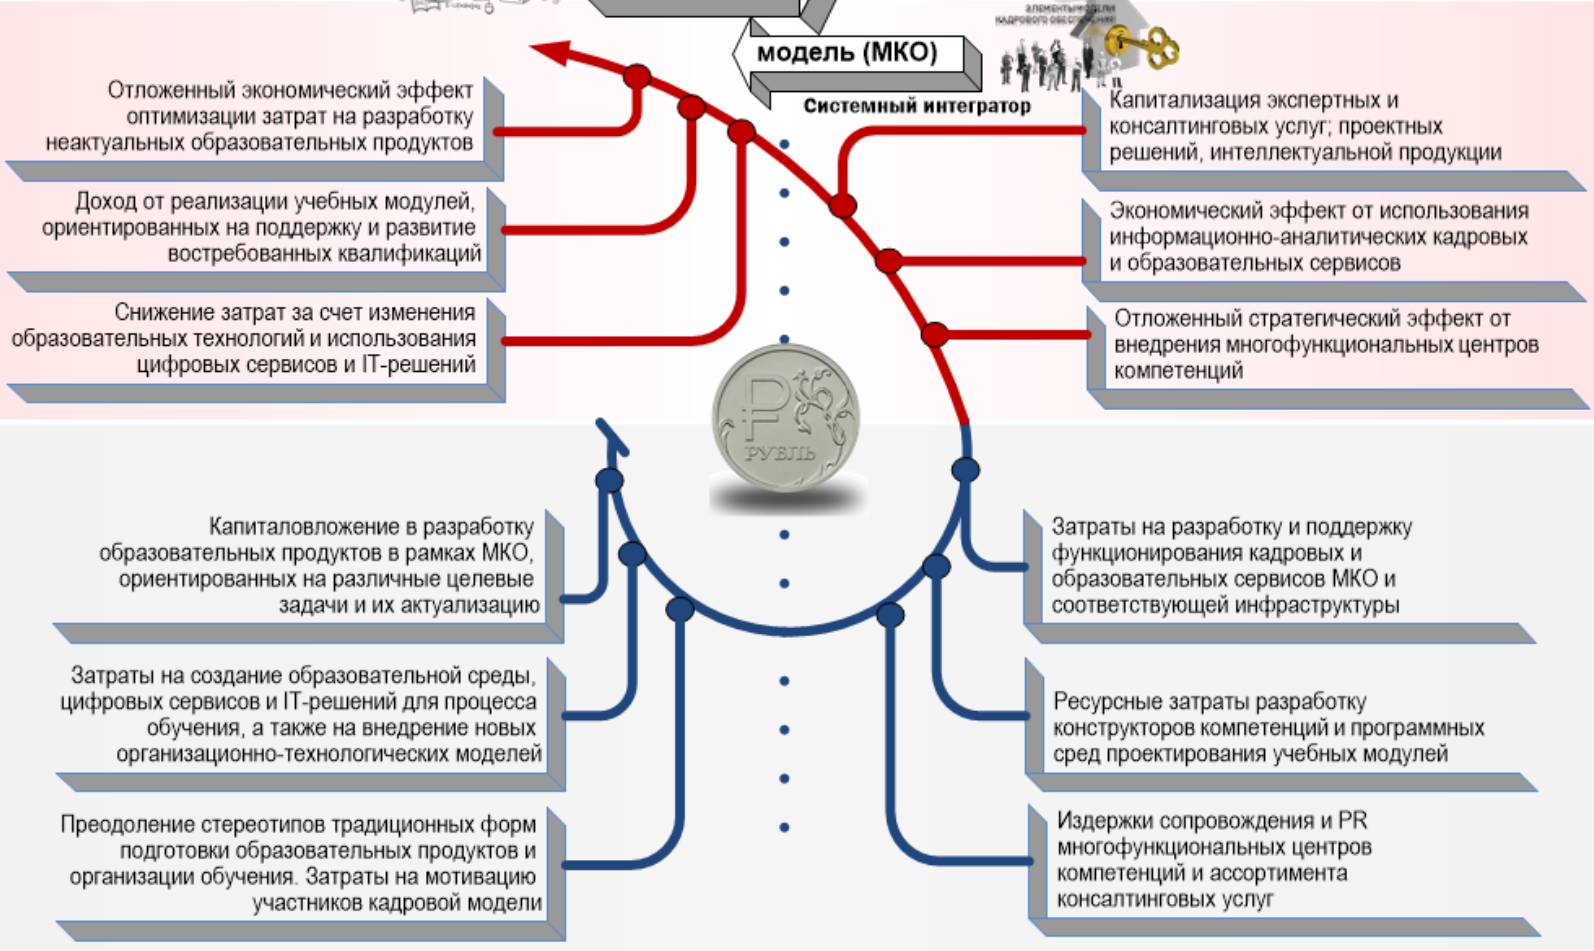 E-LEARNING
ЭЛЕМЕНТЫ МОДЕЛИ
КАДРОВОГО ОБЕСПЕЧЕНИЯ
модель (МКО)
Системный интегратор
Отложенный экономический эффект
оптимизации затрат на разработку
неактуальных образовательных продуктов
Доход от реализации учебных модулей,
ориентированных на поддержку и развитие
востребованных квалификаций
Снижение затрат за счет изменения
образовательных технологий и использования
цифровых сервисов и IT-решений
Капитализация экспертных и
консалтинговых услуг; проектных
решений, интеллектуальной продукции
Экономический эффект от использования
информационно-аналитических кадровых
и образовательных сервисов
Отложенный стратегический эффект от
внедрения многофункциональных центров
компетенций
РУБЛЬ
Капиталовложение в разработку
образовательных продуктов в рамках МКО,
ориентированных на различные целевые
задачи и их актуализацию
Затраты на создание образовательной среды,
цифровых сервисов и IT-решений для процесса
обучения, а также на внедрение новых
организационно-технологических моделей
Преодоление стереотипов традиционных форм
подготовки образовательных продуктов и
организации обучения. Затраты на мотивацию
участников кадровой модели
Затраты на разработку и поддержку
функционирования кадровых и
образовательных сервисов МКО и
соответствующей инфраструктуры
Ресурсные затраты разработку
конструкторов компетенций и программных
сред проектирования учебных модулей
Издержки сопровождения и PR
многофункциональных центров
компетенций и ассортимента
консалтинговых услуг